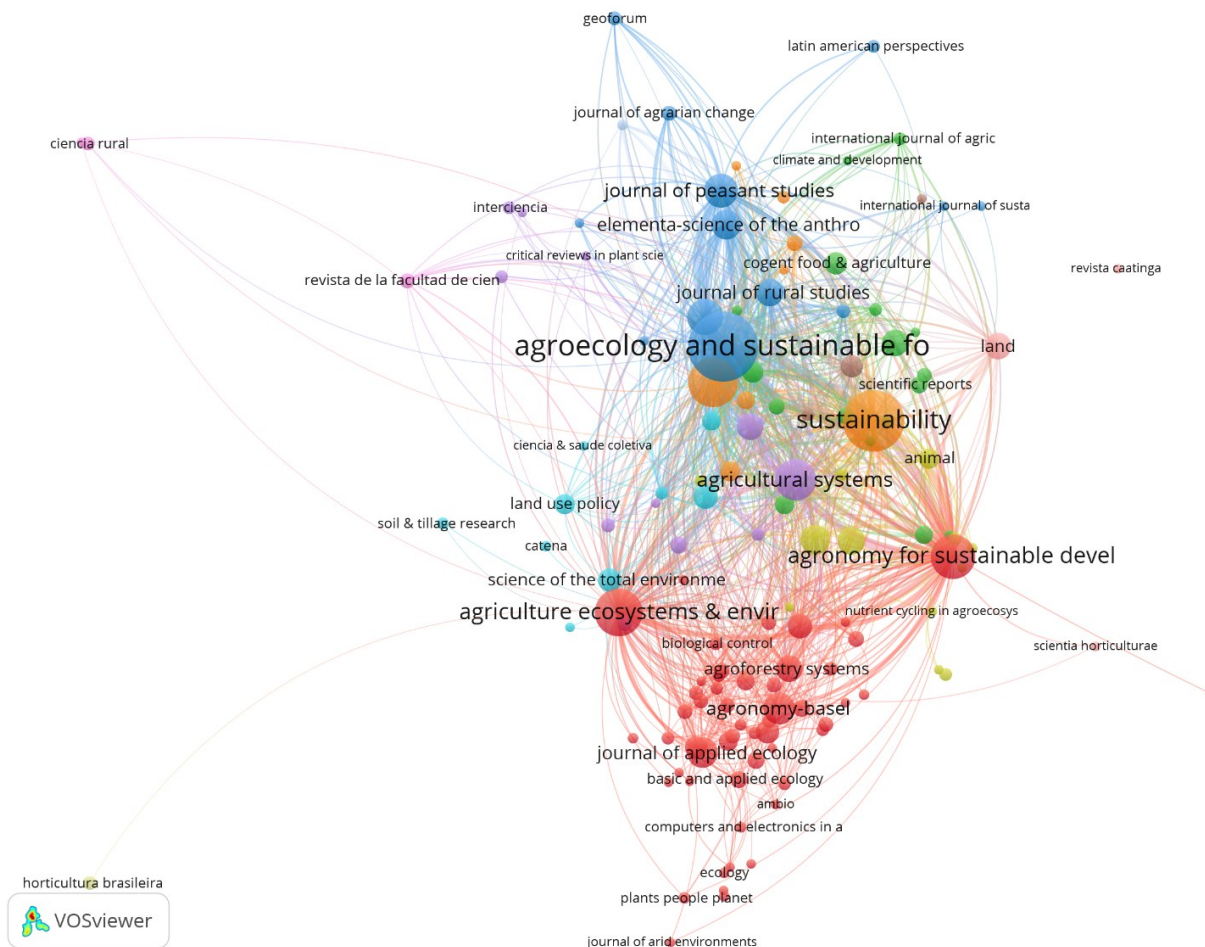 geoforum
latin american perspectives
journal of agrarian change
international journal of agric
ciencia rural
climate and development
journal of peasant studies
interciencia
international journal of susta
elementa-science of the anthro
critical reviews in plant scie
cogent food & agriculture
revista caatinga
revista de la facultad de cien
journal of rural studies
agroecology and sustainable fo
land
scientific reports
sustainability
ciencia & saude coletiva
animal
agricultural systems
land use policy
soil & tillage research
catena
agronomy for sustainable devel
science of the total environme
agriculture ecosystems & envir
nutrient cycling in agroecosys
biological control
scientia horticulturae
agroforestry systems
agronomy-basel
journal of applied ecology
basic and applied ecology
ambio
computers and electronics in a
ecology
horticultura brasileira
plants people planet
VOSviewer
journal of arid environments